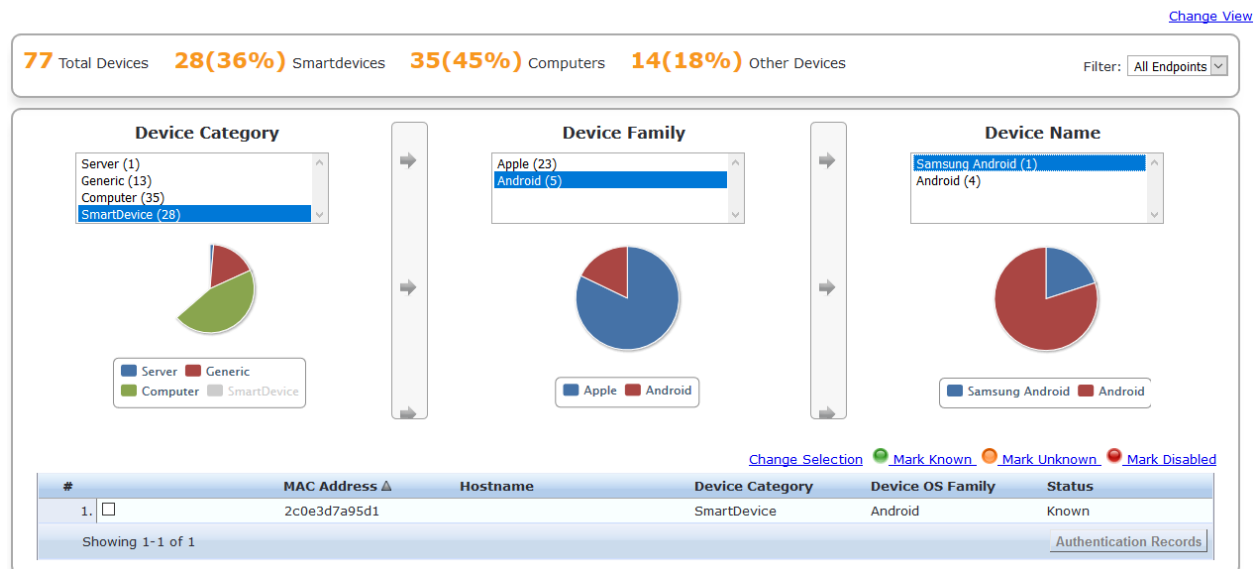 Change View
77 Total Devices 28(36%) Smartdevices 35(45%) Computers 14(18%) Other Devices Filter: All Endpoints
Device Category
Server (1)
Generic (13)
Computer (35)
SmartDevice (28)
Server Generic
Computer SmartDevice
Device Family
Apple (23)
Android (5)
Apple Android
Device Name
Samsung Android (1)
Android (4)
Samsung Android Android
Change Selection Mark Known Mark Unknown Mark Disabled
# MAC Address Hostname Device Category Device OS Family Status
1. 2c0e3d7a95d1 SmartDevice Android Known
Showing 1-1 of 1 Authentication Records